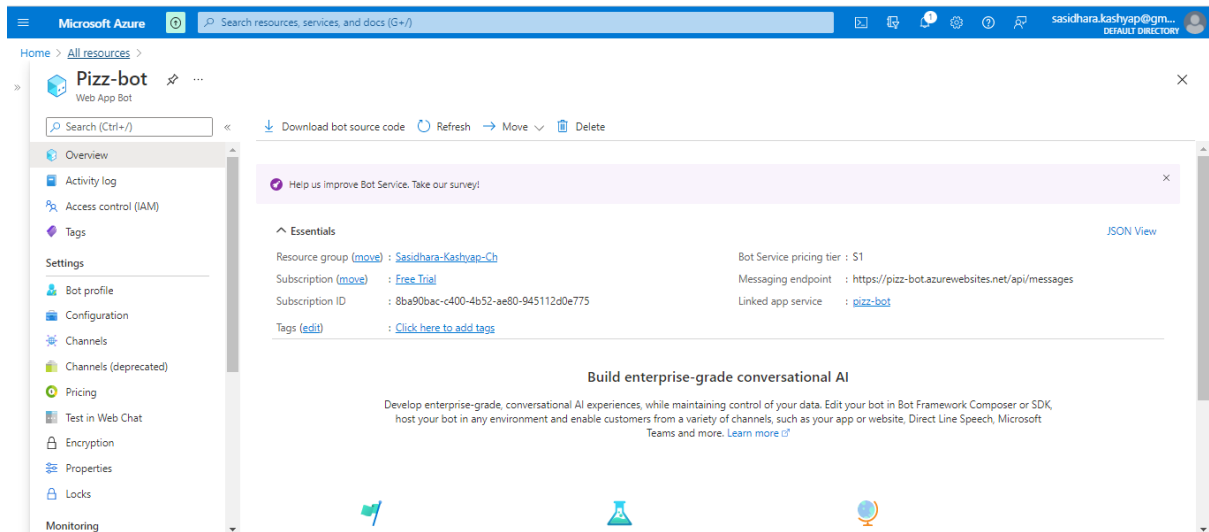 Microsoft Azure
Search resources, services, and docs (G+/)
1
sasidhara.kashyap@gm...
DEFAULT DIRECTORY
Home > All resources >
»
Pizz-bot
...
Web App Bot
Search (Ctrl+/)
«
Download bot source code Refresh Move Delete
Overview
Activity log
Access control (IAM)
Tags
Settings
Bot profile
Configuration
Channels
Channels (deprecated)
Pricing
Test in Web Chat
Encryption
Properties
Locks
Monitoring
Help us improve Bot Service. Take our survey!
Essentials
JSON View
Resource group (move) : Sasidhara-Kashyap-Ch
Subscription (move) : Free Trial
Subscription ID : 8ba90bac-c400-4b52-ae80-945112d0e775
Tags (edit) : Click here to add tags
Bot Service pricing tier : S1
Messaging endpoint : https://pizz-bot.azurewebsites.net/api/messages
Linked app service : pizz-bot
Build enterprise-grade conversational AI
Develop enterprise-grade, conversational AI experiences, while maintaining control of your data. Edit your bot in Bot Framework Composer or SDK,
host your bot in any environment and enable customers from a variety of channels, such as your app or website, Direct Line Speech, Microsoft
Teams and more. Learn more